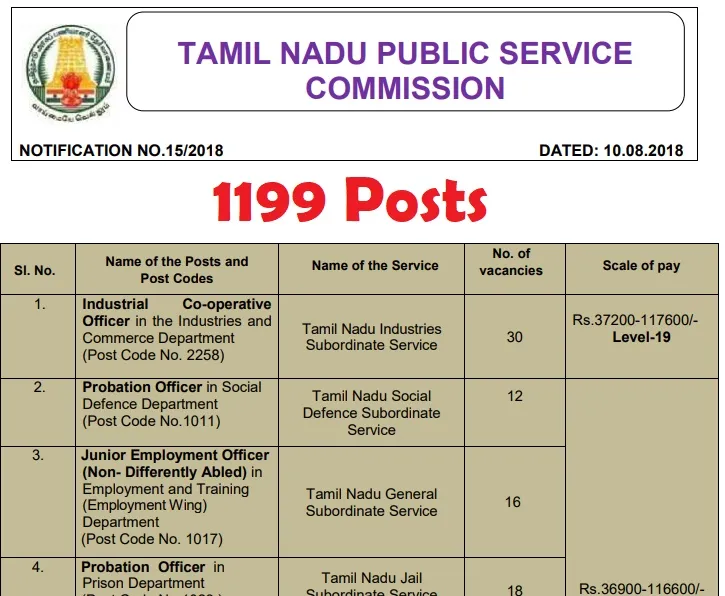 TAMIL NADU PUBLIC SERVICE
COMMISSION
வாய்மையே வெல்லும்
NOTIFICATION NO.15/2018 DATED: 10.08.2018
1199 Posts
Sl. No. Name of the Posts and Post Codes Name of the Service No. of vacancies Scale of pay
1. Industrial Co-operative
Officer in the Industries and
Commerce Department
(Post Code No. 2258)
Tamil Nadu Industries
Subordinate Service
30
Rs.37200-117600/-
Level-19
2. Probation Officer in Social
Defence Department
(Post Code No.1011)
Tamil Nadu Social
Defence Subordinate
Service
12
3. Junior Employment Officer
(Non- Differently Abled) in
Employment and Training
(Employment Wing)
Department
(Post Code No. 1017)
Tamil Nadu General
Subordinate Service
16
4. Probation Officer in
Prison Department
Tamil Nadu Jail
Subordinate Service
18
Rs.36900-116600/-